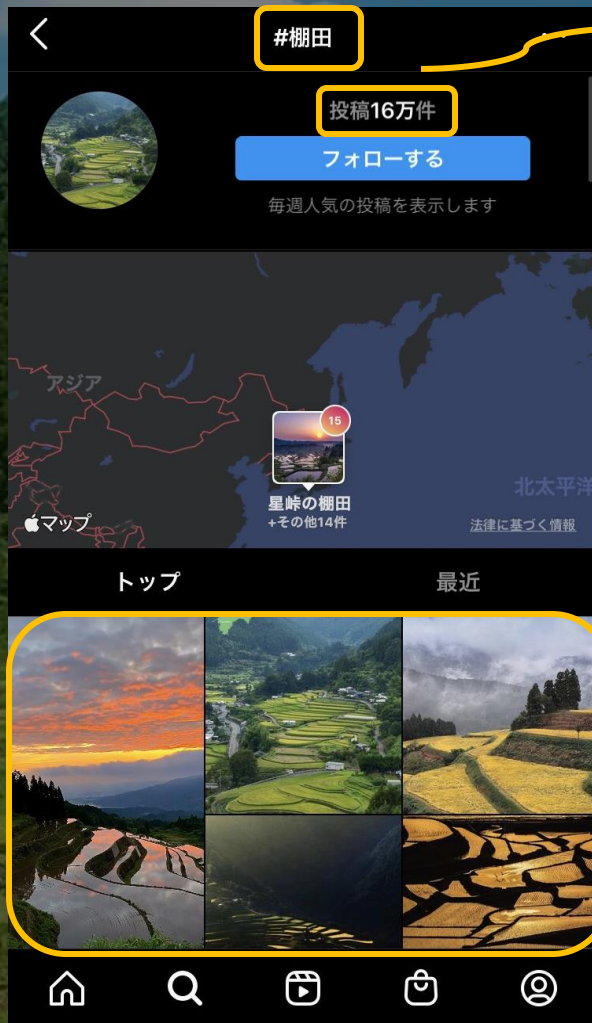 #棚田
投稿16万件
フォローする
毎週人気の投稿を表示します
アジア
15
星峠の棚田
+その他14件
北太平洋
マップ
法律に基づく情報
トップ
最近